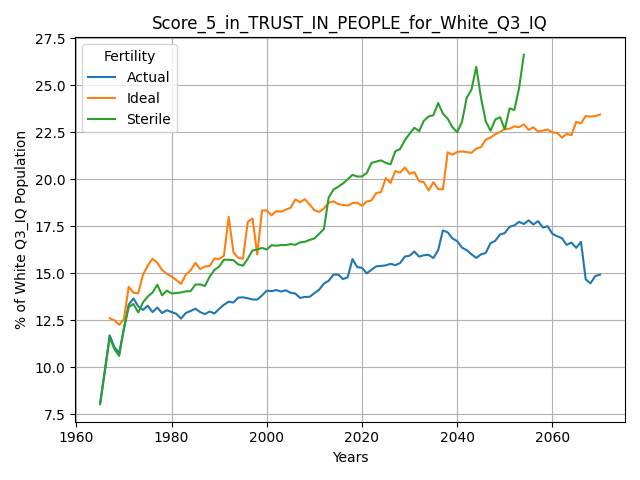 Score_5_in_TRUST_IN_PEOPLE_for_White_Q3_IQ
27.5
25.0
22.5
20.0
17.5
15.0
12.5
10.0
7.5
% of White Q3_IQ Population
Fertility
Actual
Ideal
Sterile
1960
1980
2000
2020
2040
2060
Years